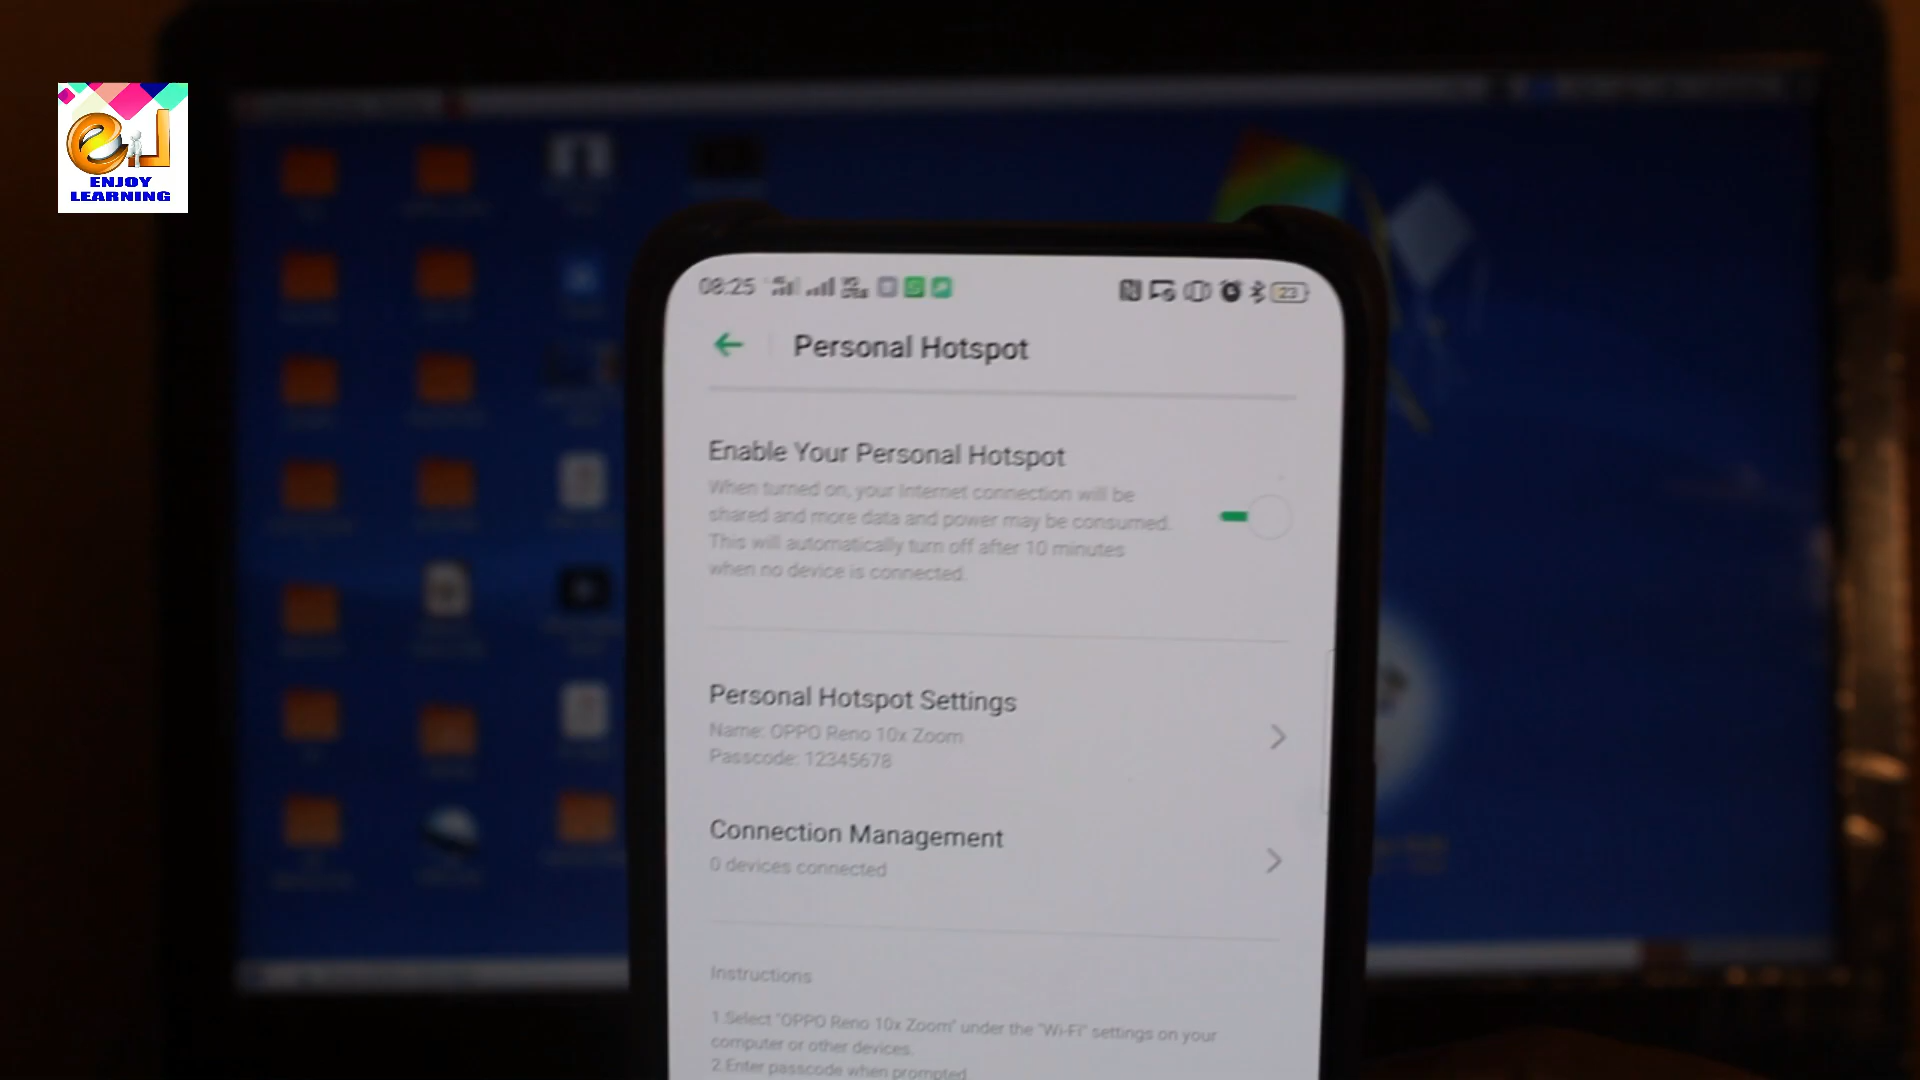 ENJOY
LEARNING
08:25
23
Personal Hotspot
Enable Your Personal Hotspot
When turned on, your Internet connection will be
shared and more data and power may be consumed.
This will automatically turn off after 10 minutes
when no device is connected.
Personal Hotspot Settings
Name: OPPO Reno 10x Zoom
Passcode: 12345678
Connection Management
0 devices connected
Instructions
1.Select "OPPO Reno 10x Zoom" under the "Wi-Fi" settings on your
computer or other devices.
2.Enter passcode when prompted